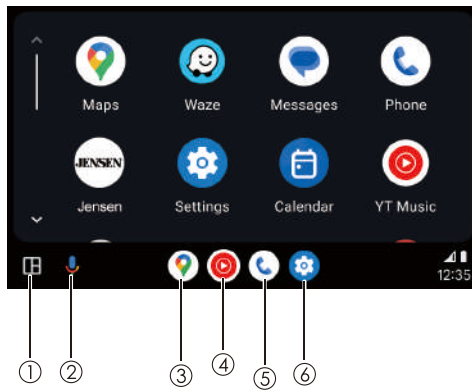 Maps Waze Messages Phone
JENSEN
Jensen Settings Calendar YT Music
12:35
① ② ③ ④ ⑤ ⑥